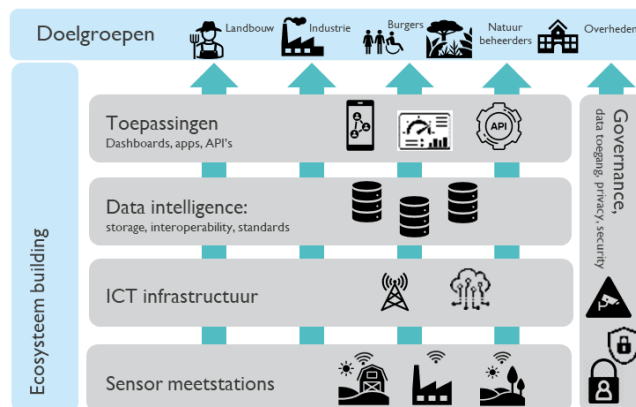 Doelgroepen
Landbouw
Industrie
Burgers
Natuur
beheerders
Overheden
Ecosysteem building
Toepassingen
Dashboards, apps, API's
API
Data intelligence:
storage, interoperability, standards
ICT infrastructuur
Sensor meetstations
Governance,
data toegang, privacy, security